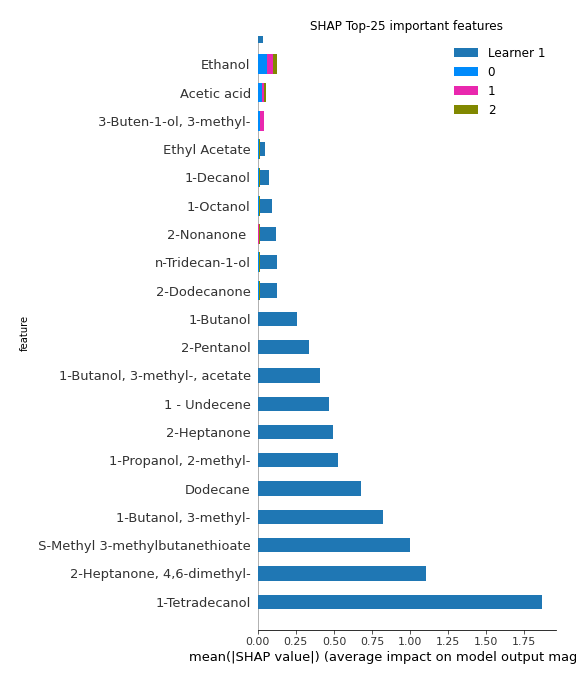 SHAP Top-25 important features
Learner 1
0
1
2
Ethanol
Acetic acid
3-Buten-1-ol, 3-methyl-
Ethyl Acetate
1-Decanol
1-Octanol
2-Nonanone
n-Tridecan-1-ol
2-Dodecanone
1-Butanol
2-Pentanol
1-Butanol, 3-methyl-, acetate
1 - Undecene
2-Heptanone
1-Propanol, 2-methyl-
Dodecane
1-Butanol, 3-methyl-
S-Methyl 3-methylbutanethioate
2-Heptanone, 4,6-dimethyl-
1-Tetradecanol
feature
0.00 0.25 0.50 0.75 1.00 1.25 1.50 1.75
mean(|SHAP value|) (average impact on model output mag